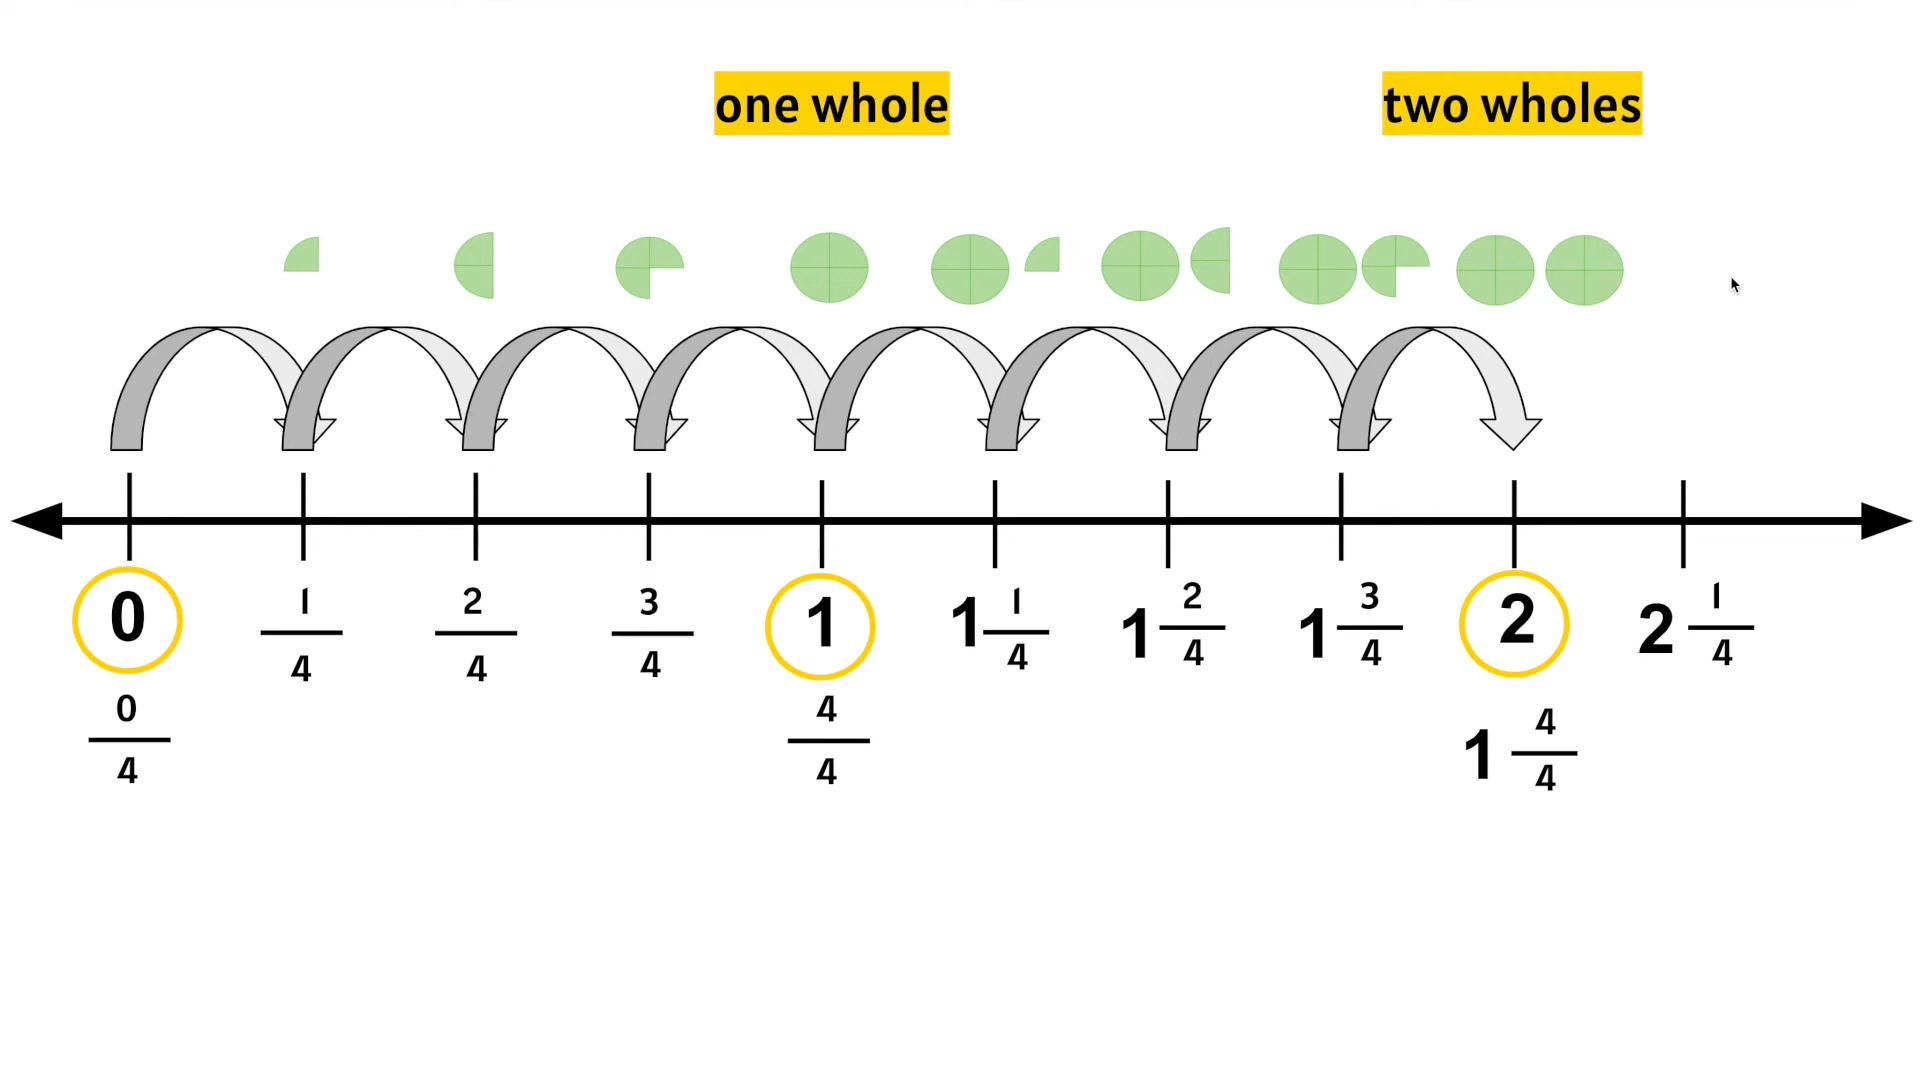 one whole two wholes
0 1/4 2/4 3/4 1 1 1/4 1 2/4 1 3/4 2 2 1/4
0/4 4/4 1 4/4